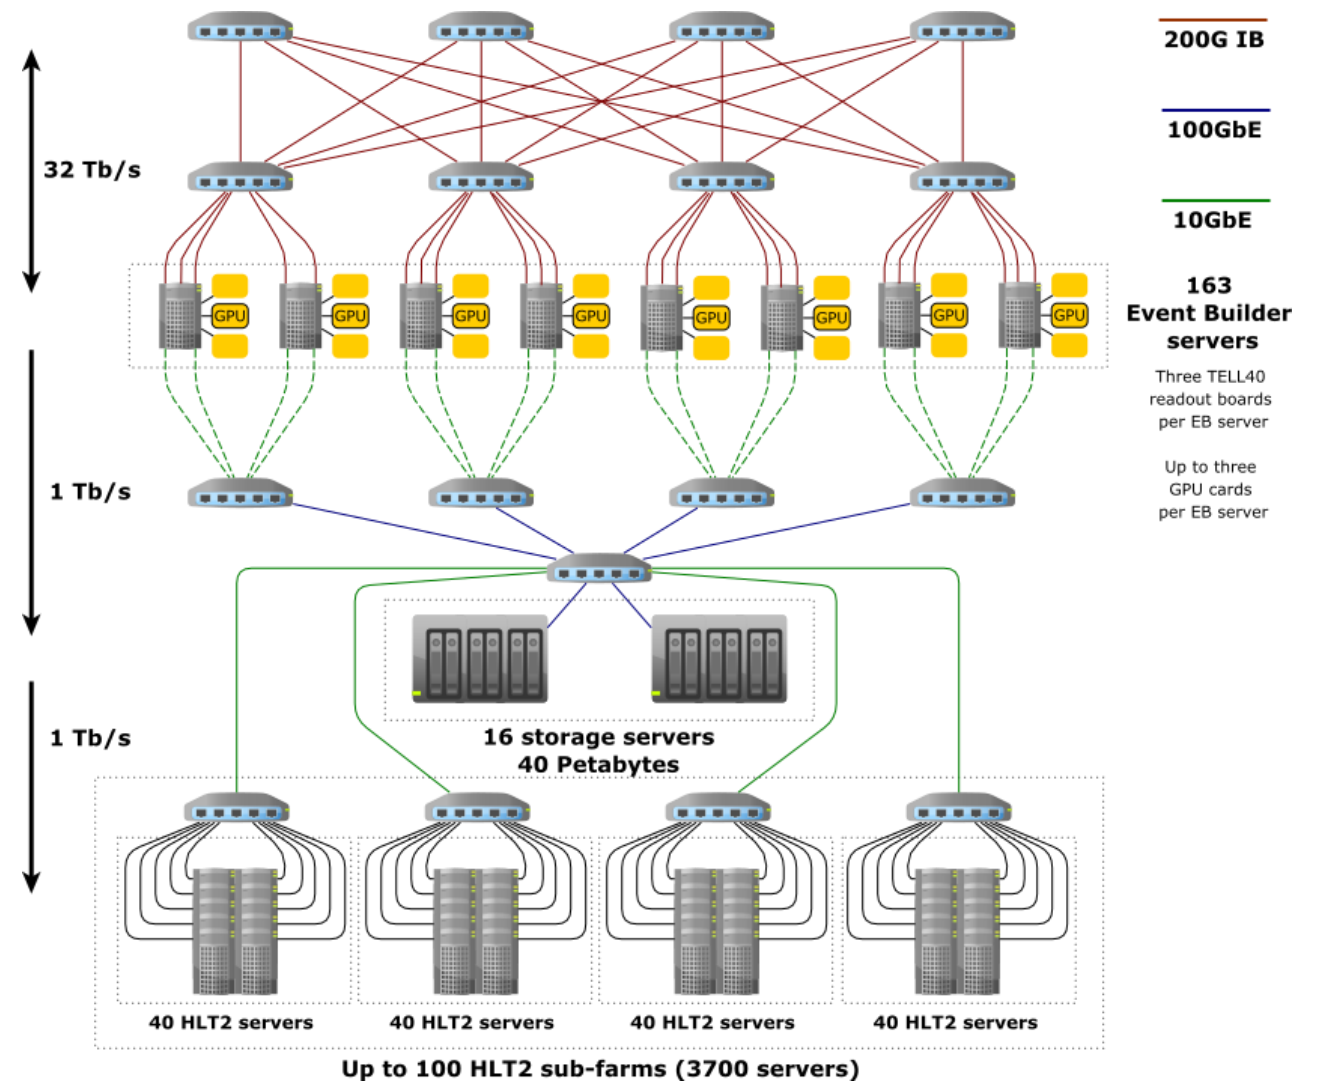 200G IB
100GbE
32 Tb/s
10GbE
163
Event Builder
servers
GPU
GPU
GPU
GPU
GPU
GPU
GPU
GPU
Three TELL40
readout boards
per EB server
Up to three
GPU cards
per EB server
1 Tb/s
1 Tb/s
16 storage servers
40 Petabytes
40 HLT2 servers
40 HLT2 servers
40 HLT2 servers
40 HLT2 servers
Up to 100 HLT2 sub-farms (3700 servers)